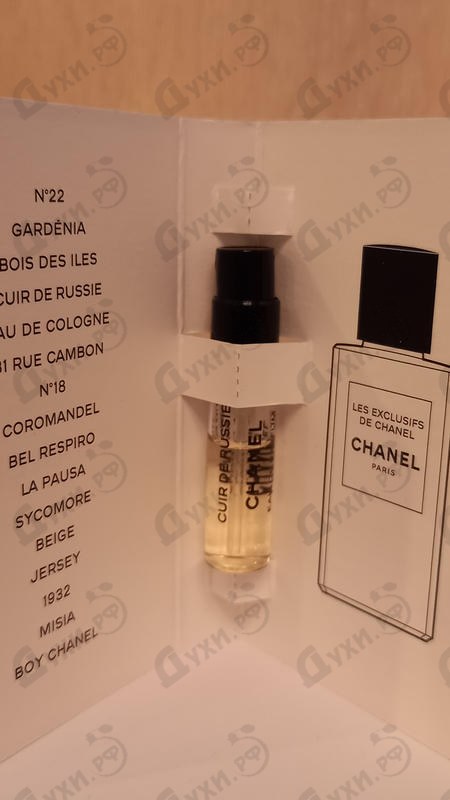 N°22
GARDÉNIA
BOIS DES ILES
CUIR DE RUSSIE
AU DE COLOGNE
31 RUE CAMBON
N°18
COROMANDEL
BEL RESPIRO
LA PAUSA
SYCOMORE
BEIGE
JERSEY
1932
MISIA
BOY CHANEL
CUIR DE RUSSIE
CHANEL
LES EXCLUSIFS
DE CHANEL
CHANEL
PARIS
Духи.рф